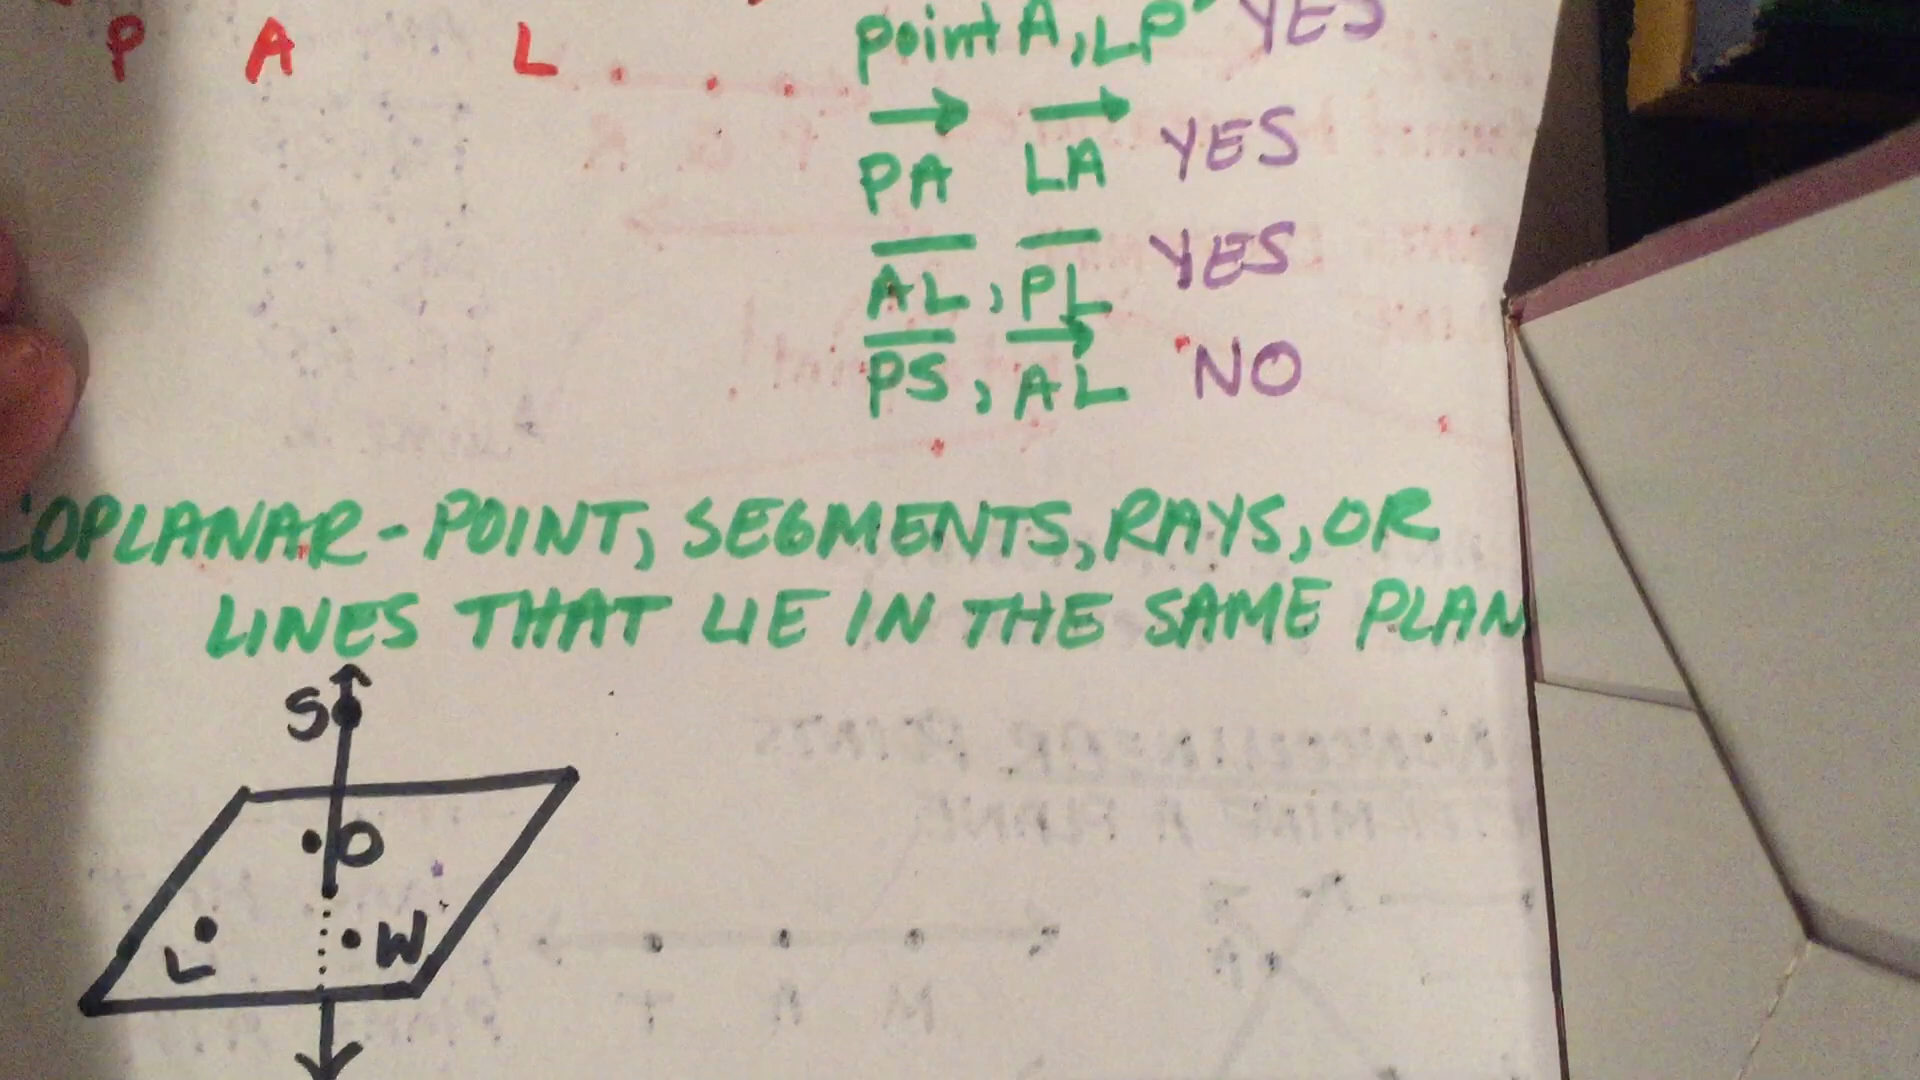 P A L
point A, LP YES
PA LA YES
AL, PL YES
PS, AL NO
COPLANAR - POINT, SEGMENTS, RAYS, OR
LINES THAT LIE IN THE SAME PLAN
S
O
L W